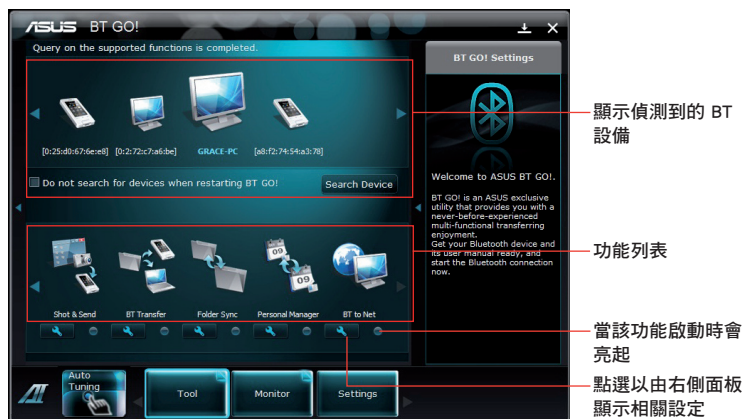 ASUS BT GO!
Query on the supported functions is completed.
[0:25:d0:67:6e:e8]
[0:2:72:c7:a6:be]
GRACE-PC
[a8:f2:74:54:a3:78]
Do not search for devices when restarting BT GO!
Search Device
Shot & Send
BT Transfer
Folder Sync
Personal Manager
BT to Net
09
09
BT GO! Settings
Welcome to ASUS BT GO!.
BT GO! is an ASUS exclusive
utility that provides you with a
never-before-experienced
multi-functional transferring
enjoyment.
Get your Bluetooth device and
its user manual ready, and
start the Bluetooth connection
now.
Auto
Tuning
Tool
Monitor
Settings
顯示偵測到的 BT
設備
功能列表
當該功能啟動時會
亮起
點選以由右側面板
顯示相關設定